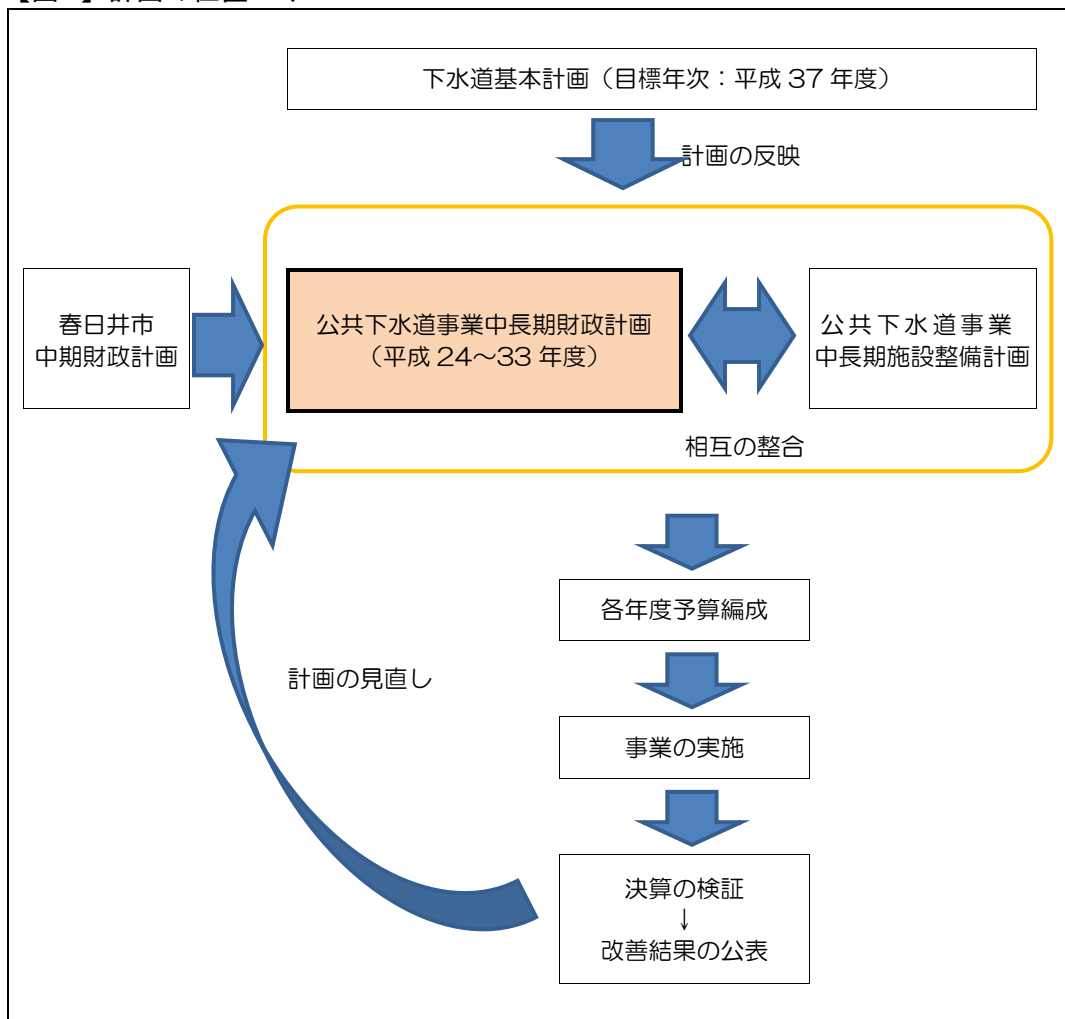 下水道基本計画（目標年次：平成 37 年度）
計画の反映
春日井市
中期財政計画
公共下水道事業中長期財政計画
（平成 24～33 年度）
公共下水道事業
中長期施設整備計画
相互の整合
各年度予算編成
計画の見直し
事業の実施
決算の検証
↓
改善結果の公表